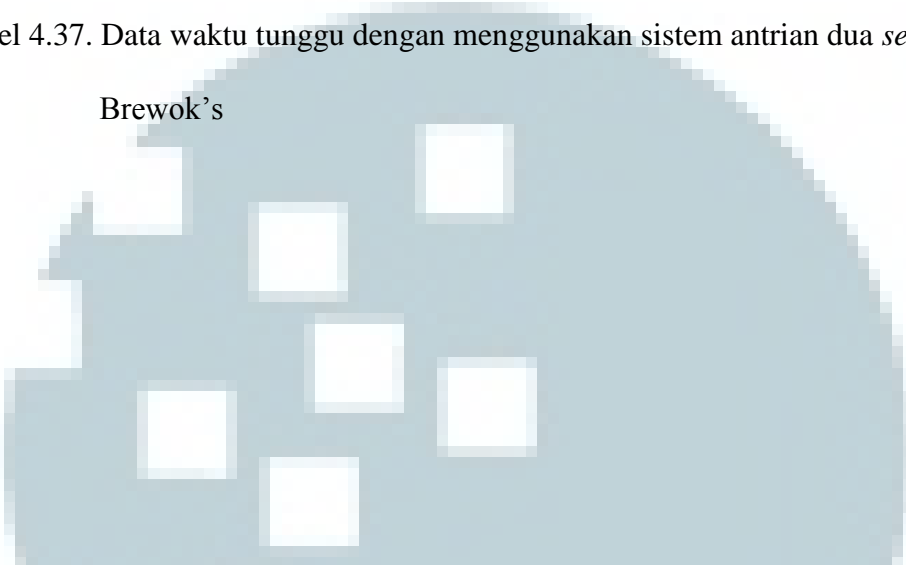 el 4.37. Data waktu tunggu dengan menggunakan sistem antrian dua se
Brewok's